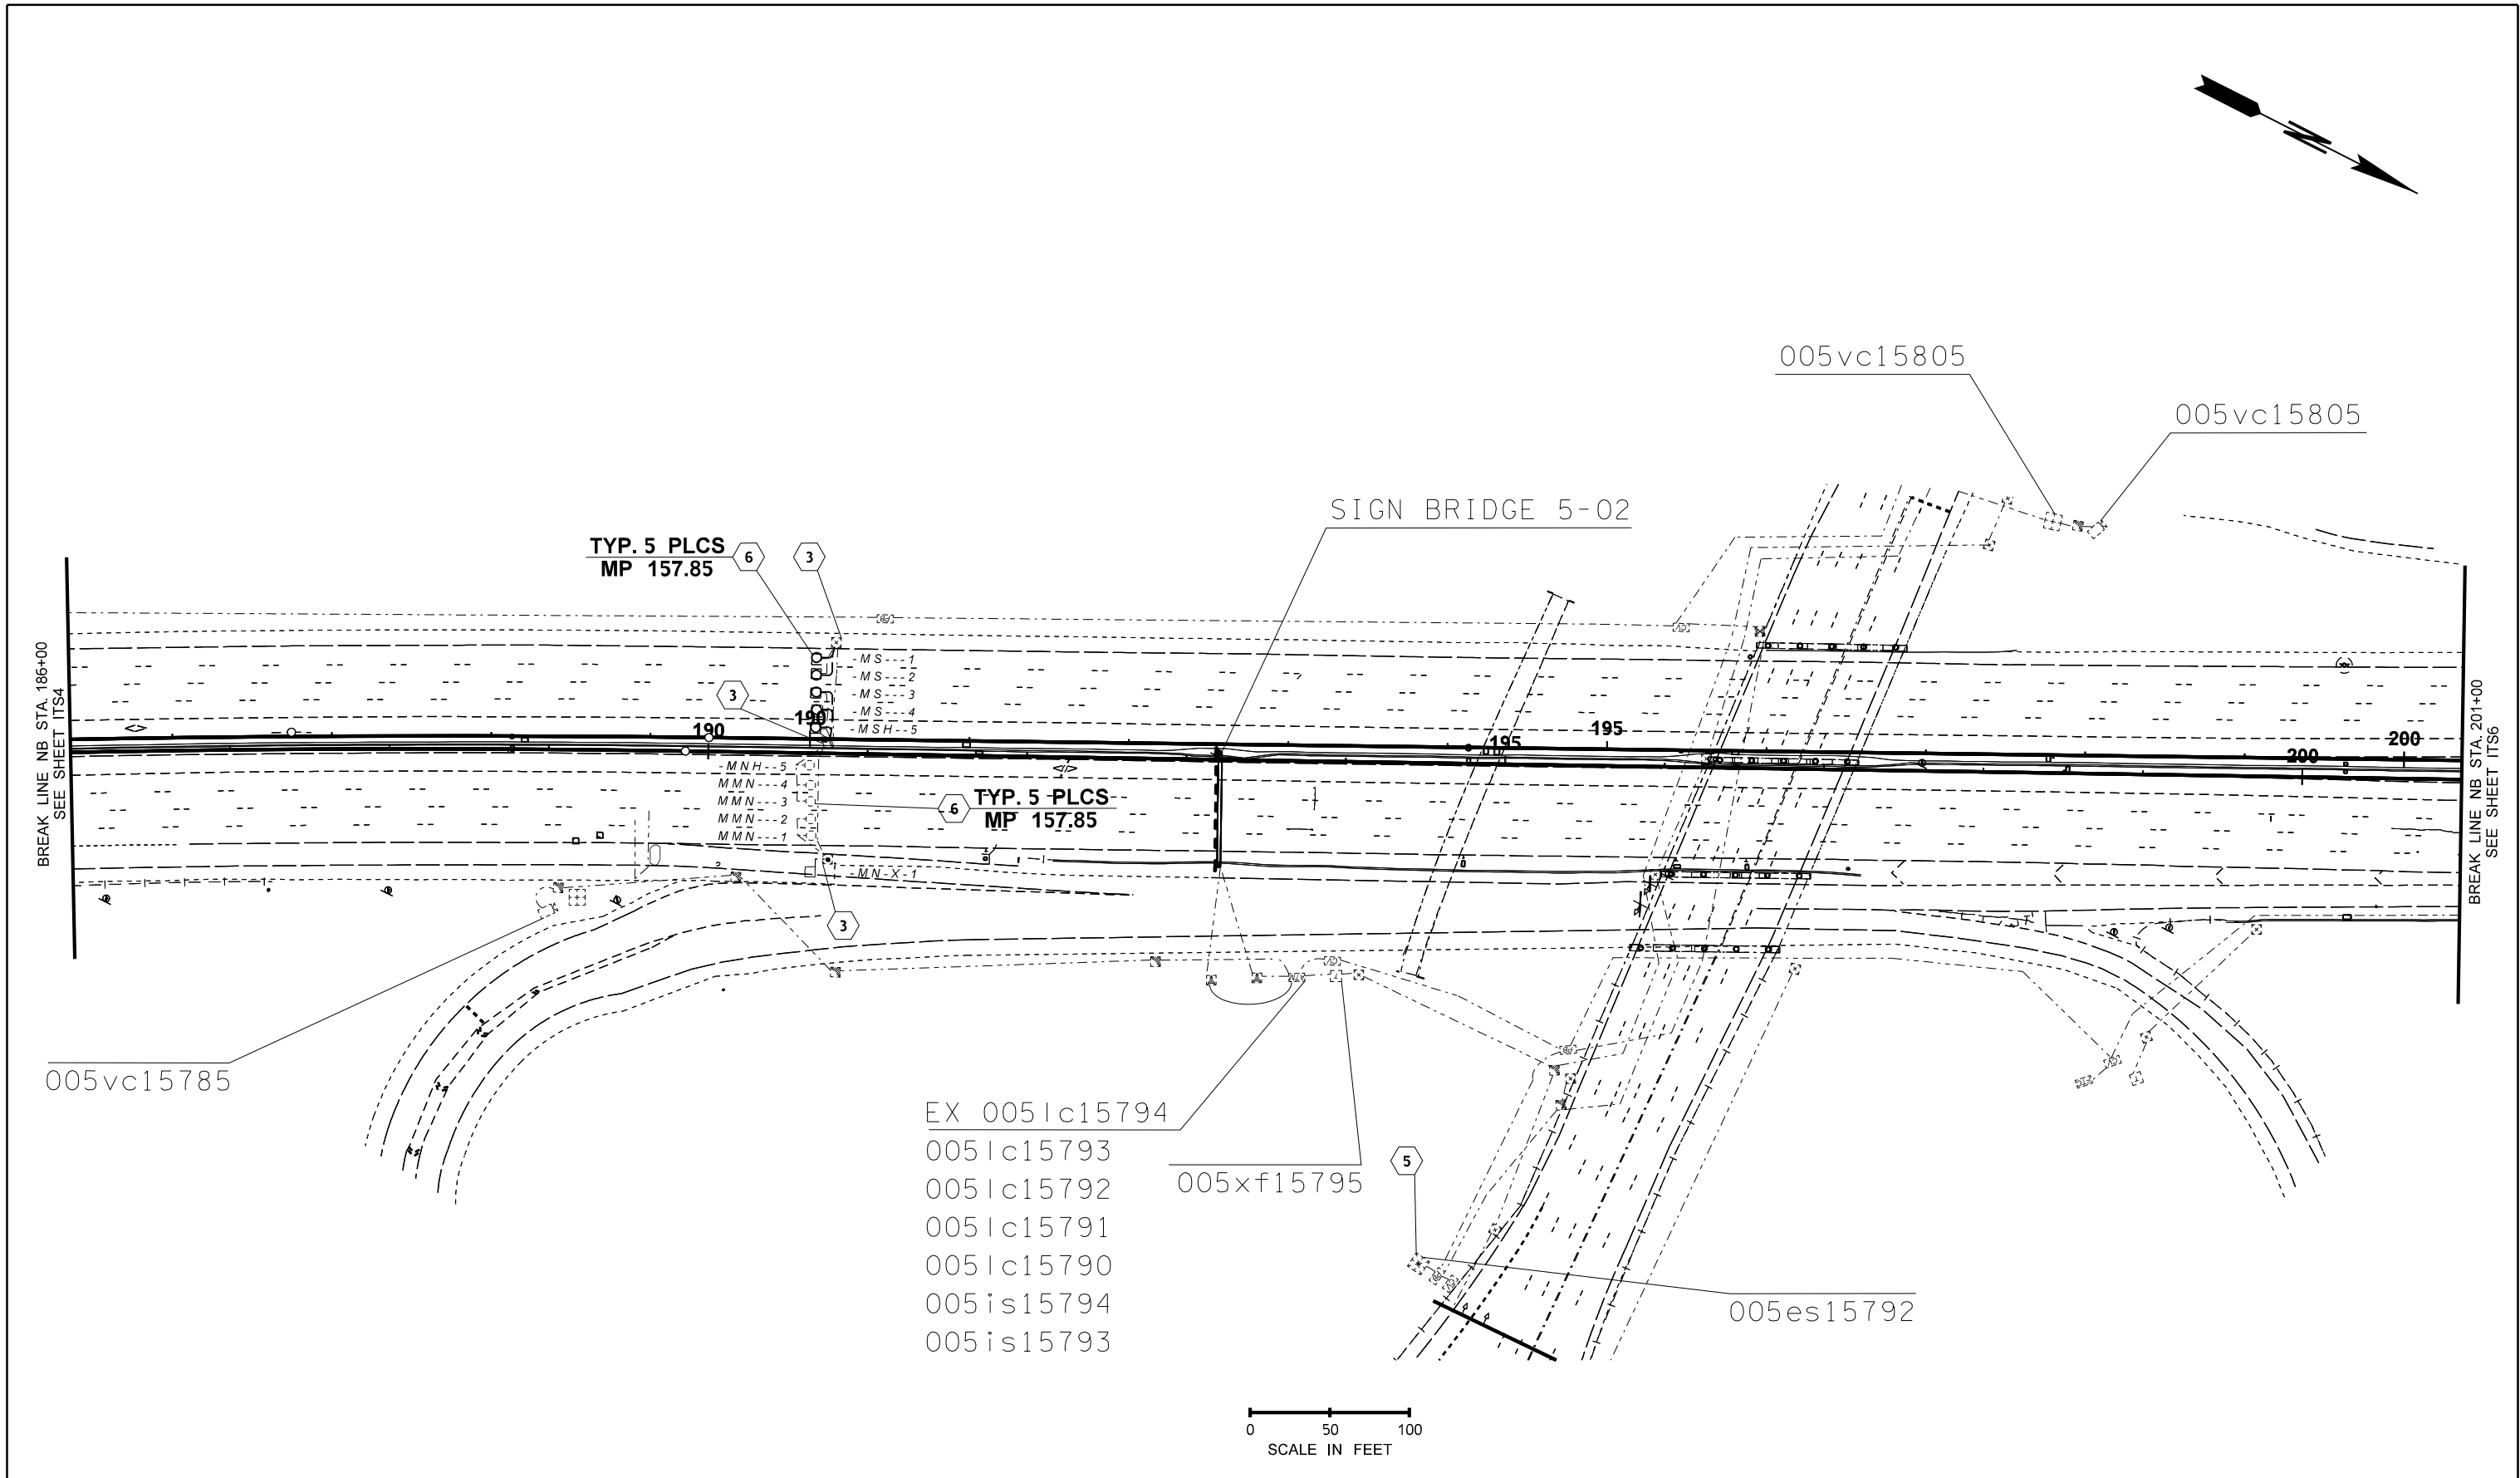 N
005vc15805
005vc15805
SIGN BRIDGE 5-02
TYP. 5 PLCS
MP 157.85
6
3
3
-MS---1
-MS---2
-MS---3
-MS---4
-MSH--5
190
190
195
195
200
200
BREAK LINE NB STA. 186+00
SEE SHEET ITS4
BREAK LINE NB STA. 201+00
SEE SHEET ITS6
-MNH--5
MMN---4
MMN---3
MMN---2
MMN---1
6
TYP. 5 PLCS
MP 157.85
-MN-X-1
3
005vc15785
EX 005lc15794
005lc15793
005lc15792
005lc15791
005lc15790
005is15794
005is15793
005xf15795
5
005es15792
0 50 100
SCALE IN FEET